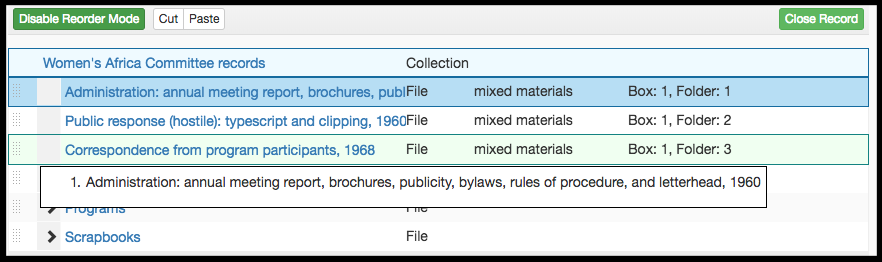 Disable Reorder Mode Cut Paste Close Record
Women's Africa Committee records Collection
Administration: annual meeting report, brochures, publ File mixed materials Box: 1, Folder: 1
Public response (hostile): typescript and clipping, 1960 File mixed materials Box: 1, Folder: 2
Correspondence from program participants, 1968 File mixed materials Box: 1, Folder: 3
1. Administration: annual meeting report, brochures, publicity, bylaws, rules of procedure, and letterhead, 1960
Programs File
Scrapbooks File